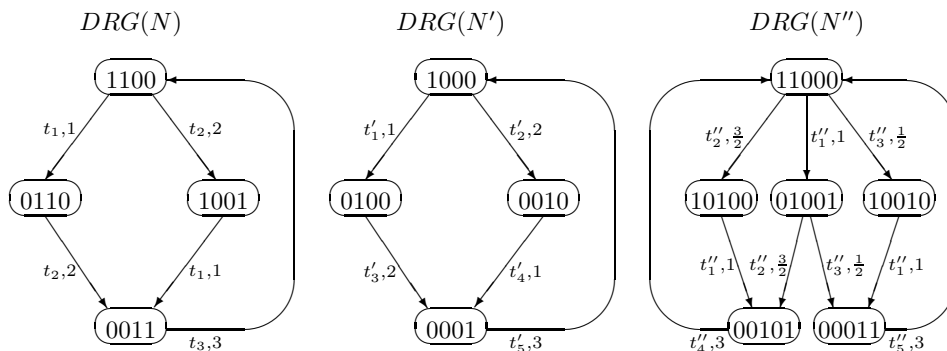 DRG(N) DRG(N′) DRG(N″)
1100 1000 11000
t₁,1 t₂,2 t′₁,1 t′₂,2 t″₂,3/2 t″₁,1 t″₃,1/2
0110 1001 0100 0010 10100 01001 10010
t₂,2 t₁,1 t′₃,2 t′₄,1 t″₁,1 t″₂,3/2 t″₃,1/2 t″₁,1
0011 0001 00101 00011
t₃,3 t′₅,3 t″₄,3 t″₅,3